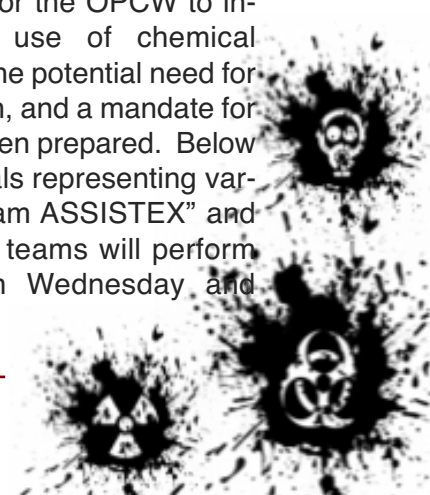 or the OPCW to in-
use of chemical
he potential need for
n, and a mandate for
en prepared. Below
als representing var-
am ASSISTEX” and
teams will perform
n Wednesday and